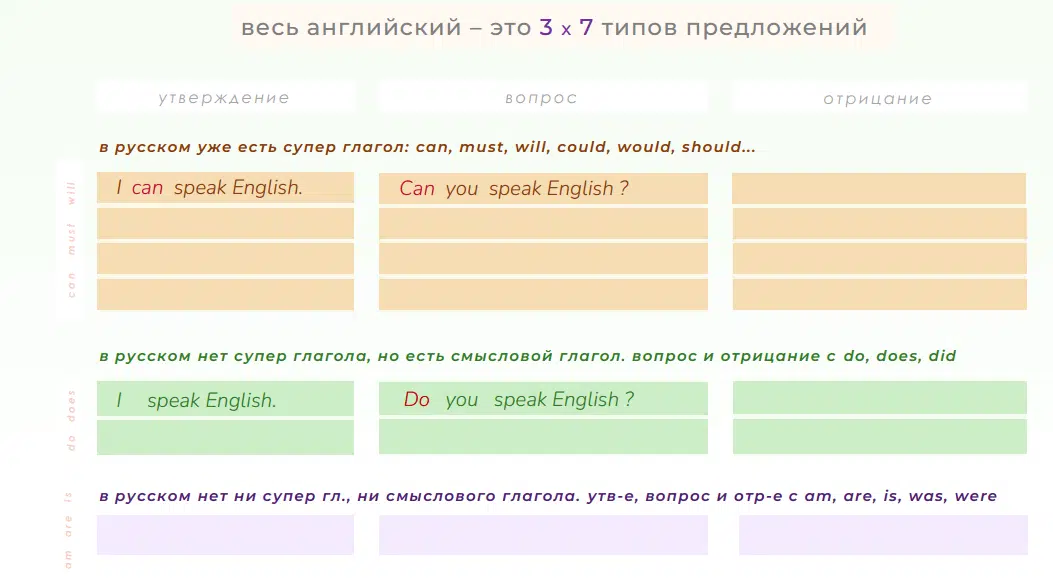 весь английский – это 3 x 7 типов предложений
утверждение вопрос отрицание
в русском уже есть супер глагол: can, must, will, could, would, should...
can must will
I can speak English. Can you speak English ?
в русском нет супер глагола, но есть смысловой глагол. вопрос и отрицание с do, does, did
do does
I speak English. Do you speak English ?
в русском нет ни супер гл., ни смыслового глагола. утв-е, вопрос и отр-е с am, are, is, was, were
am are is